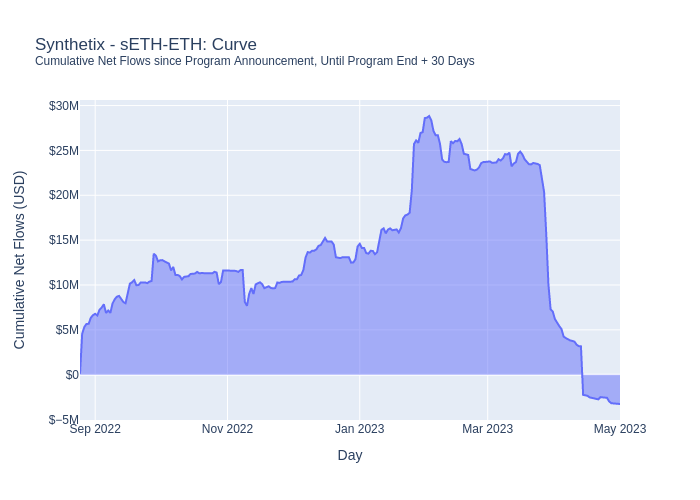 Synthetix - sETH-ETH: Curve
Cumulative Net Flows since Program Announcement, Until Program End + 30 Days
$30M
$25M
$20M
$15M
$10M
$5M
$0
$−5M
Cumulative Net Flows (USD)
Sep 2022 Nov 2022 Jan 2023 Mar 2023 May 2023
Day